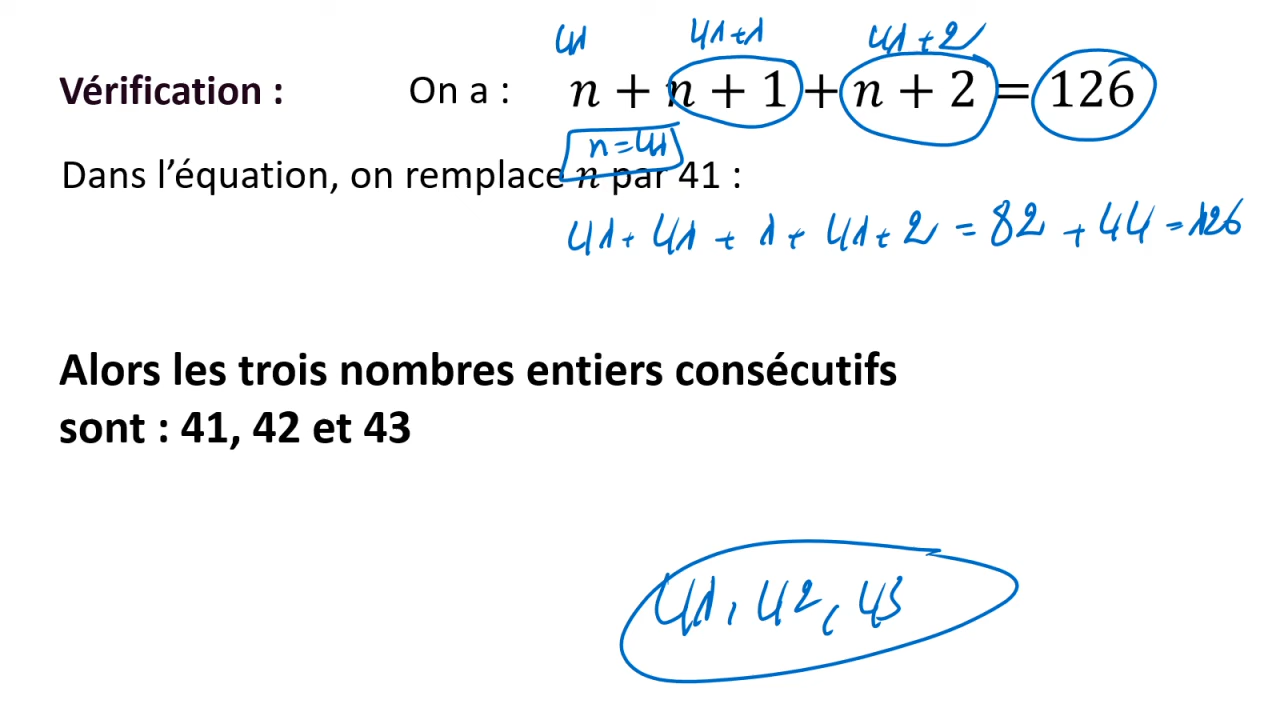 41 41+1 41+2
Vérification : On a : n + n + 1 + n + 2 = 126
n=41
Dans l’équation, on remplace n par 41 :
41+41+1+41+2=82+44=126
Alors les trois nombres entiers consécutifs
sont : 41, 42 et 43
41, 42, 43